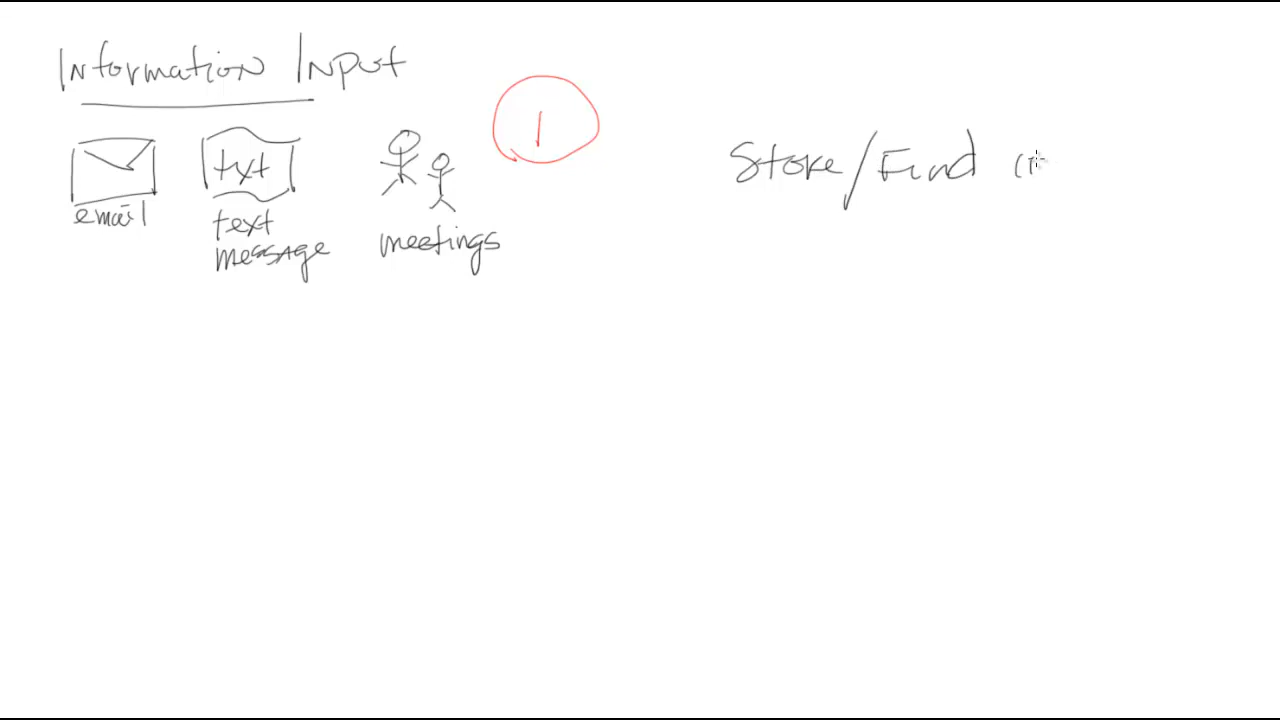 Information Input
1
txt
email
text
message
meetings
Store/Find